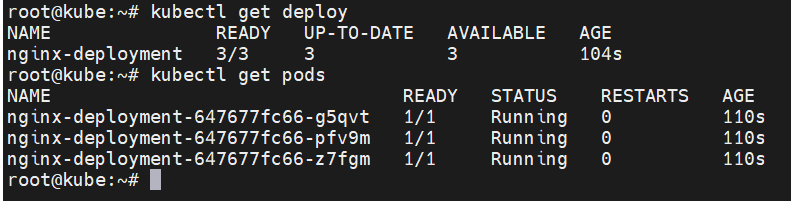 root@kube:~# kubectl get deploy
NAME               READY   UP-TO-DATE   AVAILABLE   AGE
nginx-deployment   3/3     3            3           104s
root@kube:~# kubectl get pods
NAME                                READY   STATUS    RESTARTS   AGE
nginx-deployment-647677fc66-g5qvt   1/1     Running   0          110s
nginx-deployment-647677fc66-pfv9m   1/1     Running   0          110s
nginx-deployment-647677fc66-z7fgm   1/1     Running   0          110s
root@kube:~#